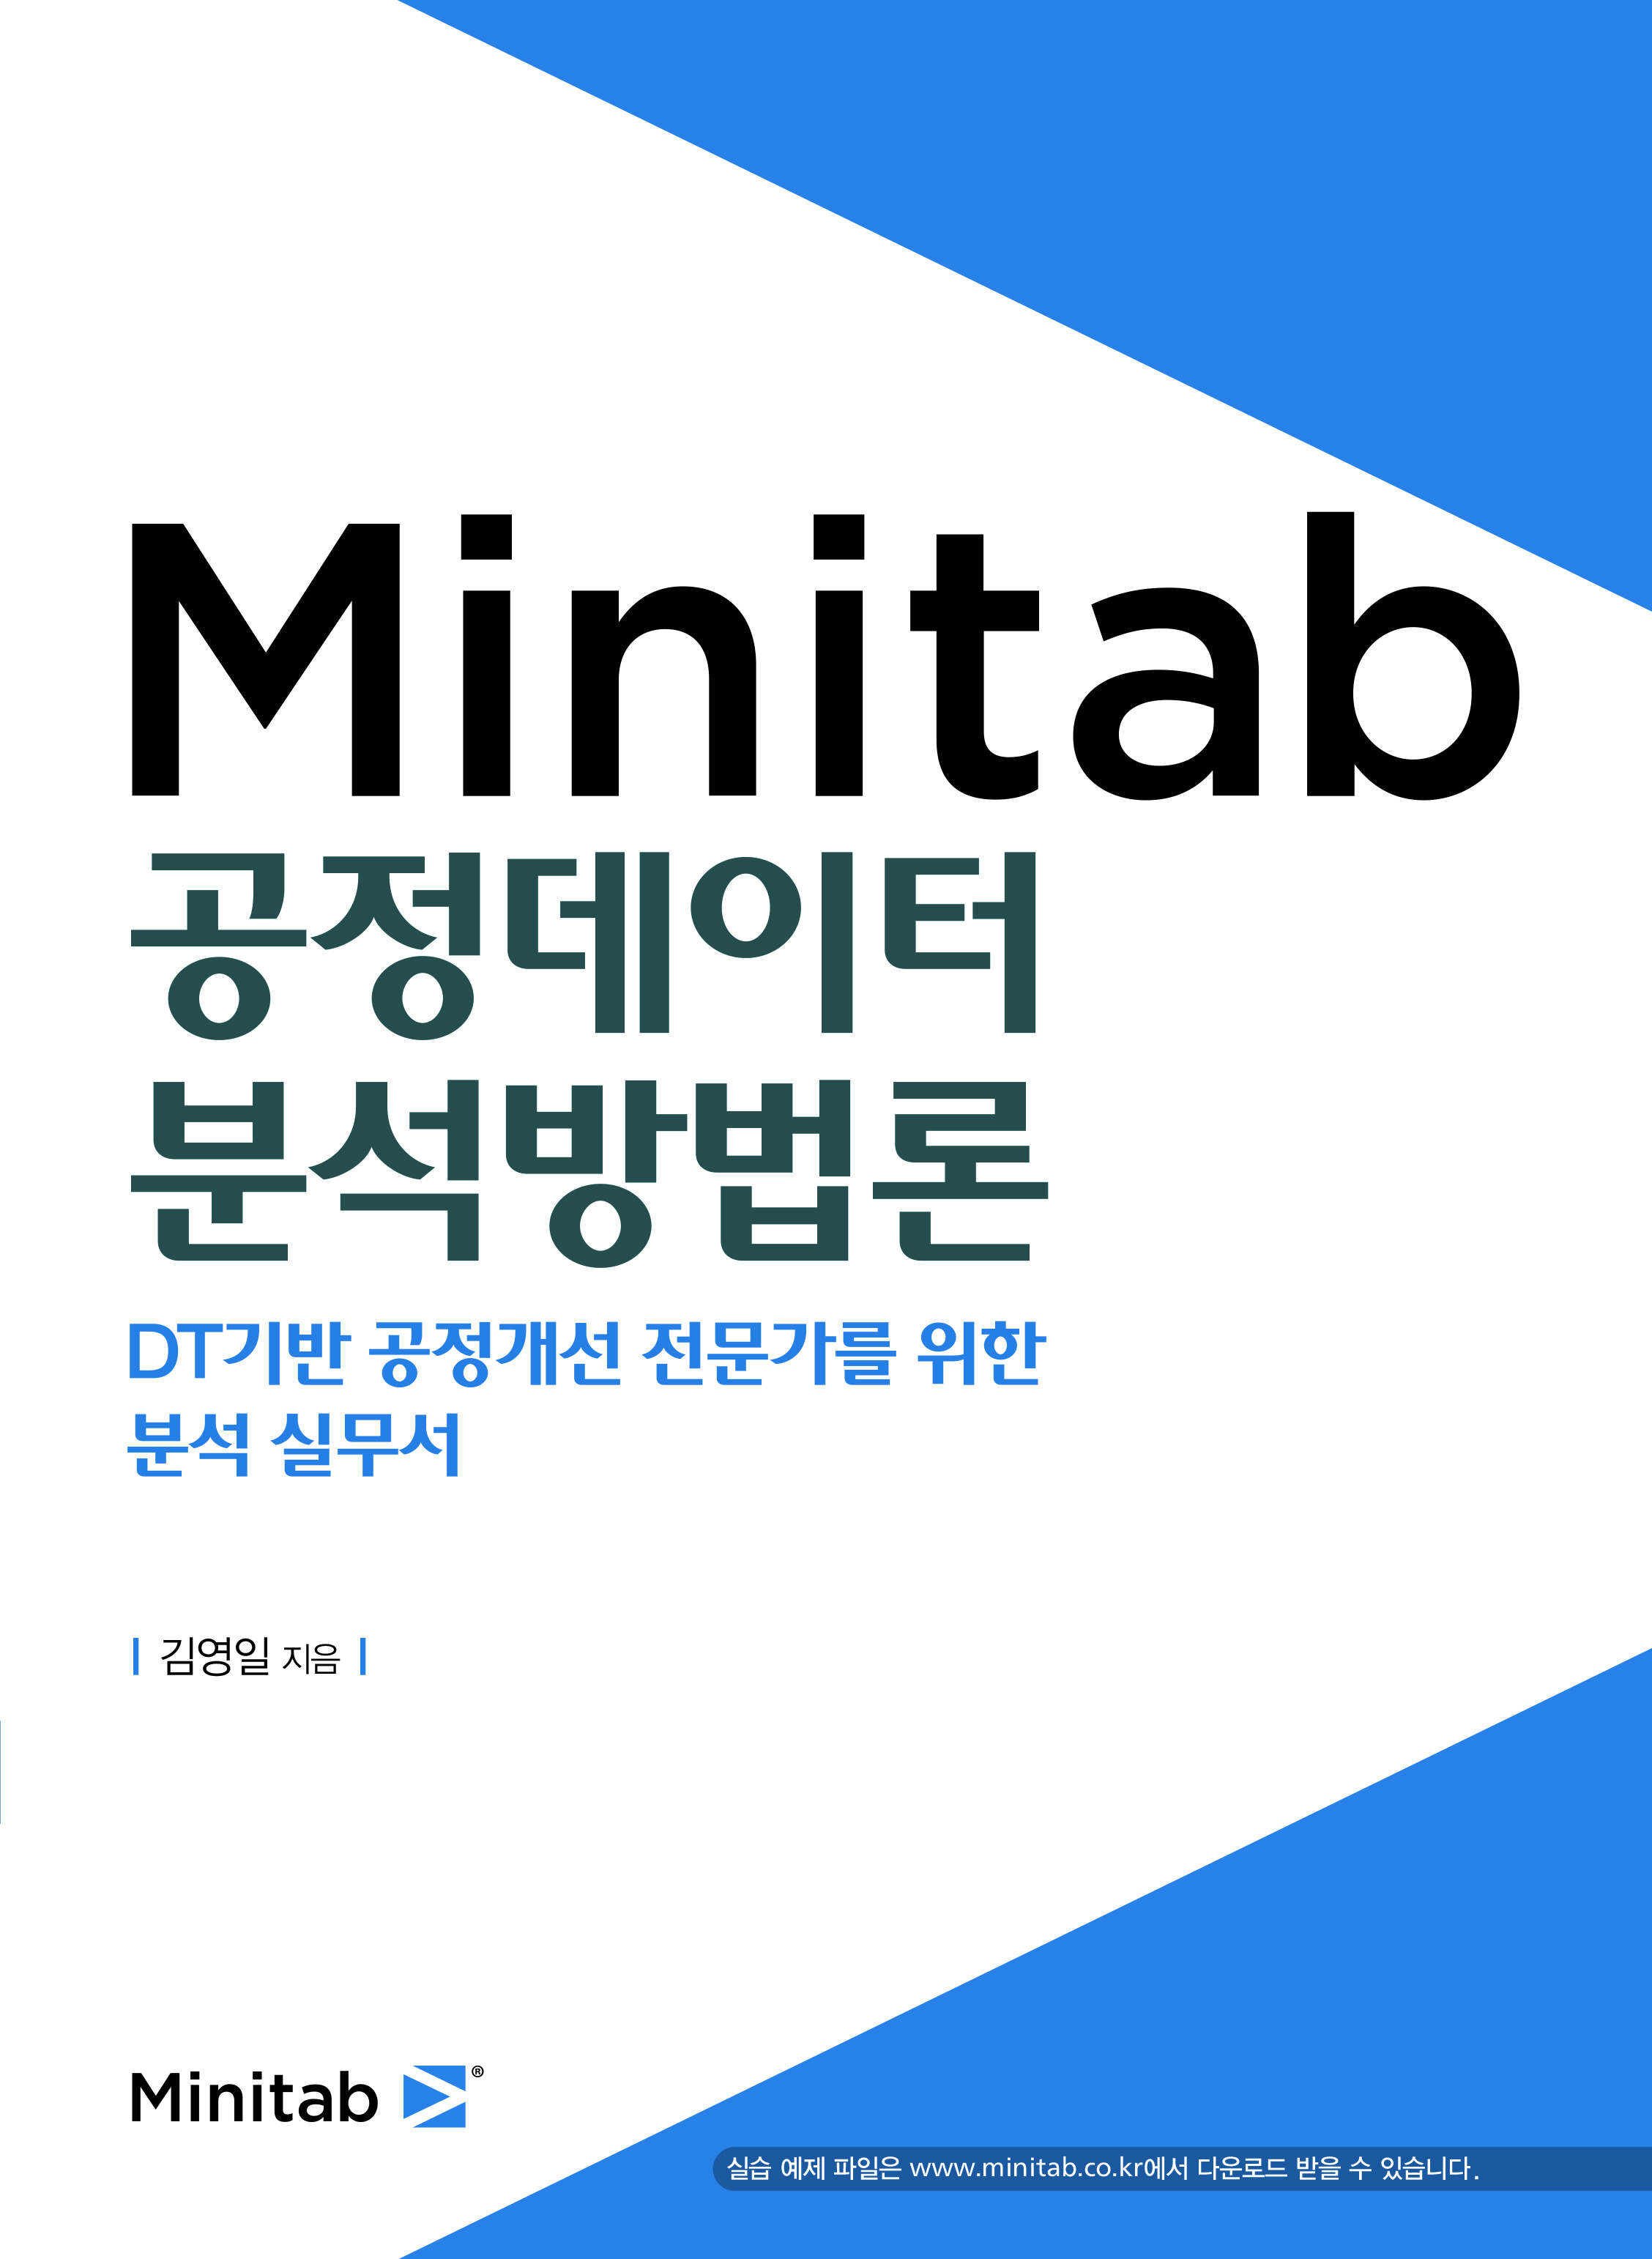 Minitab
공정데이터
분석방법론
DT기반 공정개선 전문가를 위한
분석 실무서
김영일 지음
Minitab ®
실습 예제 파일은 www.minitab.co.kr에서 다운로드 받을 수 있습니다.